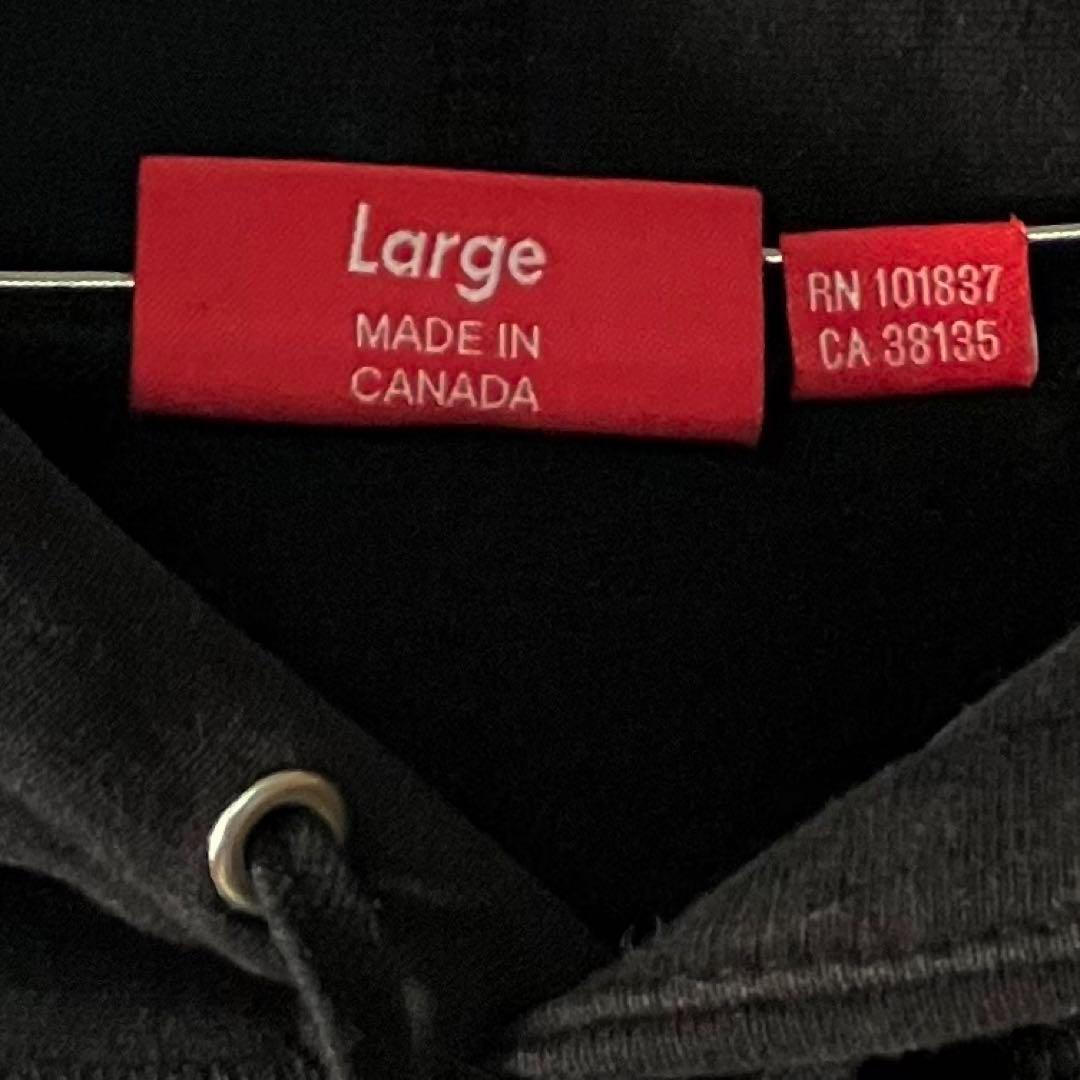 Large
MADE IN
CANADA
RN 101837
CA 38135